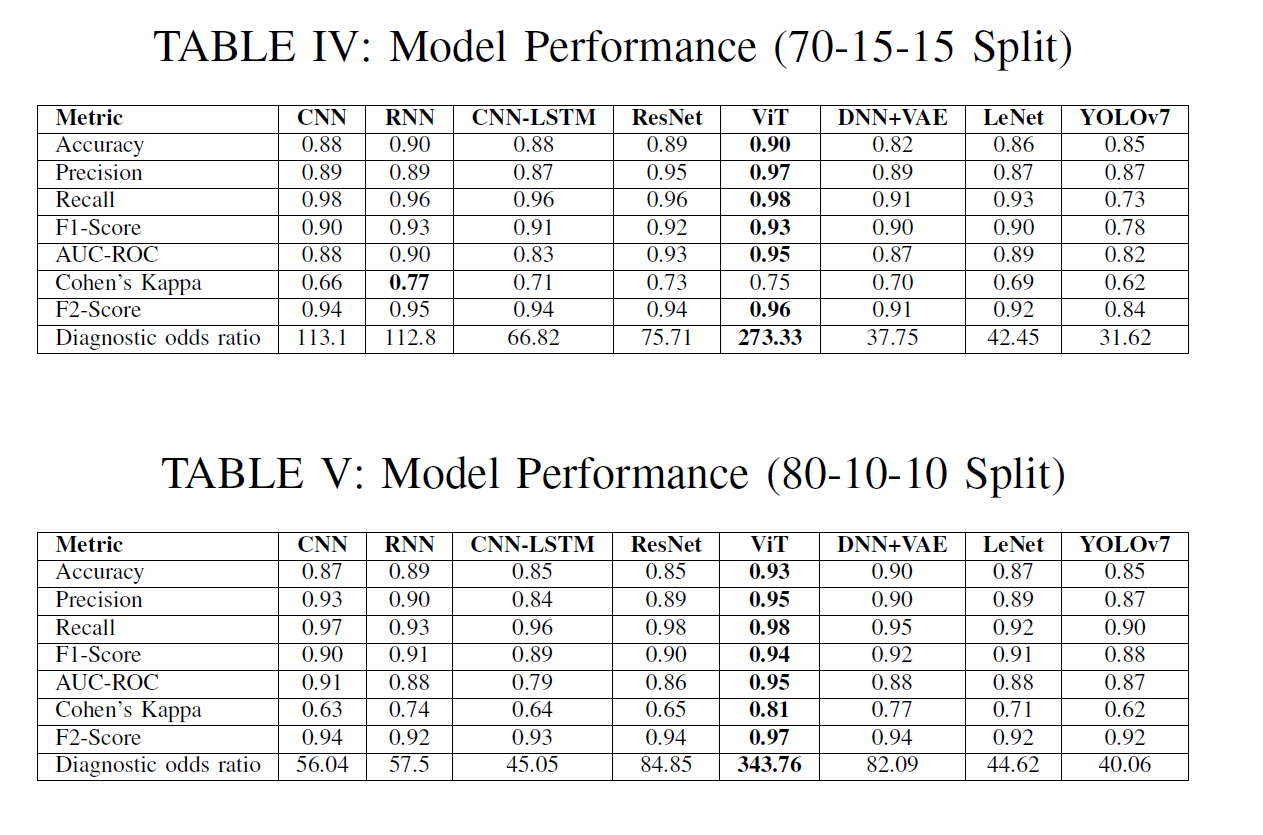 TABLE IV: Model Performance (70-15-15 Split)
Metric CNN RNN CNN-LSTM ResNet ViT DNN+VAE LeNet YOLOv7
Accuracy 0.88 0.90 0.88 0.89 0.90 0.82 0.86 0.85
Precision 0.89 0.89 0.87 0.95 0.97 0.89 0.87 0.87
Recall 0.98 0.96 0.96 0.96 0.98 0.91 0.93 0.73
F1-Score 0.90 0.93 0.91 0.92 0.93 0.90 0.90 0.78
AUC-ROC 0.88 0.90 0.83 0.93 0.95 0.87 0.89 0.82
Cohen's Kappa 0.66 0.77 0.71 0.73 0.75 0.70 0.69 0.62
F2-Score 0.94 0.95 0.94 0.94 0.96 0.91 0.92 0.84
Diagnostic odds ratio 113.1 112.8 66.82 75.71 273.33 37.75 42.45 31.62
TABLE V: Model Performance (80-10-10 Split)
Metric CNN RNN CNN-LSTM ResNet ViT DNN+VAE LeNet YOLOv7
Accuracy 0.87 0.89 0.85 0.85 0.93 0.90 0.87 0.85
Precision 0.93 0.90 0.84 0.89 0.95 0.90 0.89 0.87
Recall 0.97 0.93 0.96 0.98 0.98 0.95 0.92 0.90
F1-Score 0.90 0.91 0.89 0.90 0.94 0.92 0.91 0.88
AUC-ROC 0.91 0.88 0.79 0.86 0.95 0.88 0.88 0.87
Cohen's Kappa 0.63 0.74 0.64 0.65 0.81 0.77 0.71 0.62
F2-Score 0.94 0.92 0.93 0.94 0.97 0.94 0.92 0.92
Diagnostic odds ratio 56.04 57.5 45.05 84.85 343.76 82.09 44.62 40.06